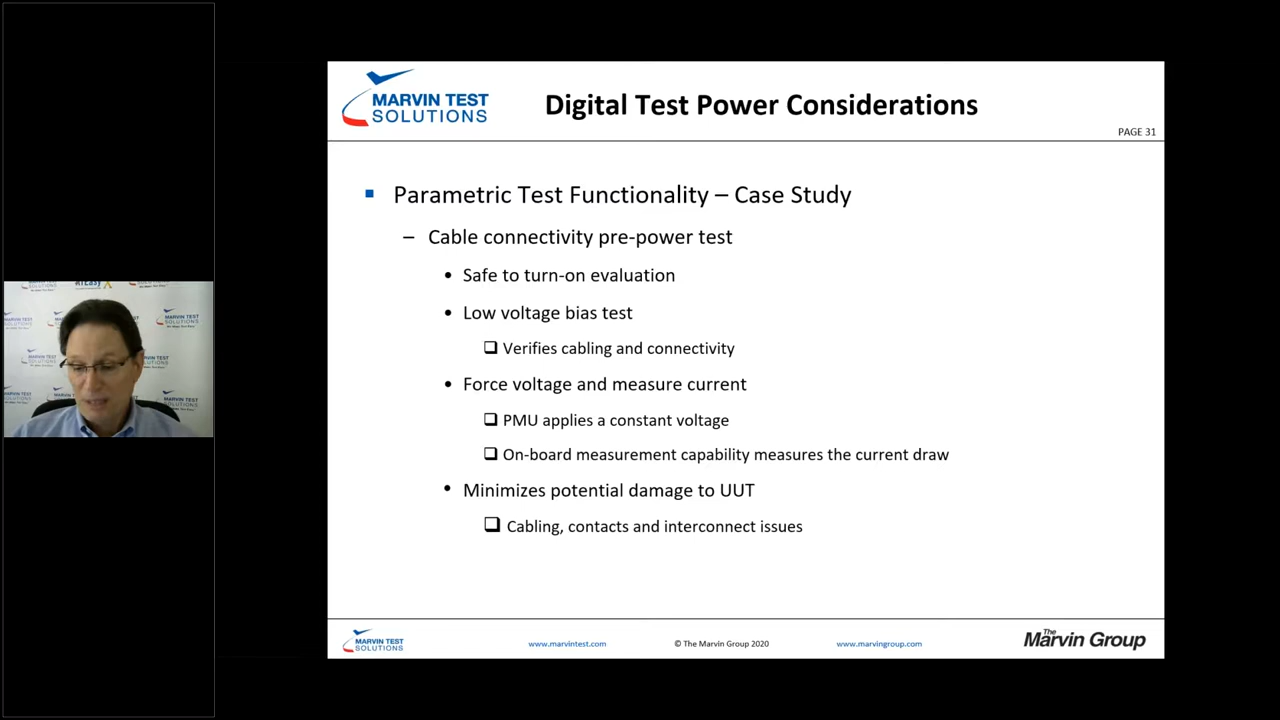 MARVIN TEST
SOLUTIONS
Digital Test Power Considerations
PAGE 31
▪ Parametric Test Functionality – Case Study
– Cable connectivity pre-power test
• Safe to turn-on evaluation
• Low voltage bias test
❑ Verifies cabling and connectivity
• Force voltage and measure current
❑ PMU applies a constant voltage
❑ On-board measurement capability measures the current draw
• Minimizes potential damage to UUT
❑ Cabling, contacts and interconnect issues
MARVIN TEST
SOLUTIONS
www.marvintest.com
© The Marvin Group 2020
www.marvingroup.com
The
Marvin Group